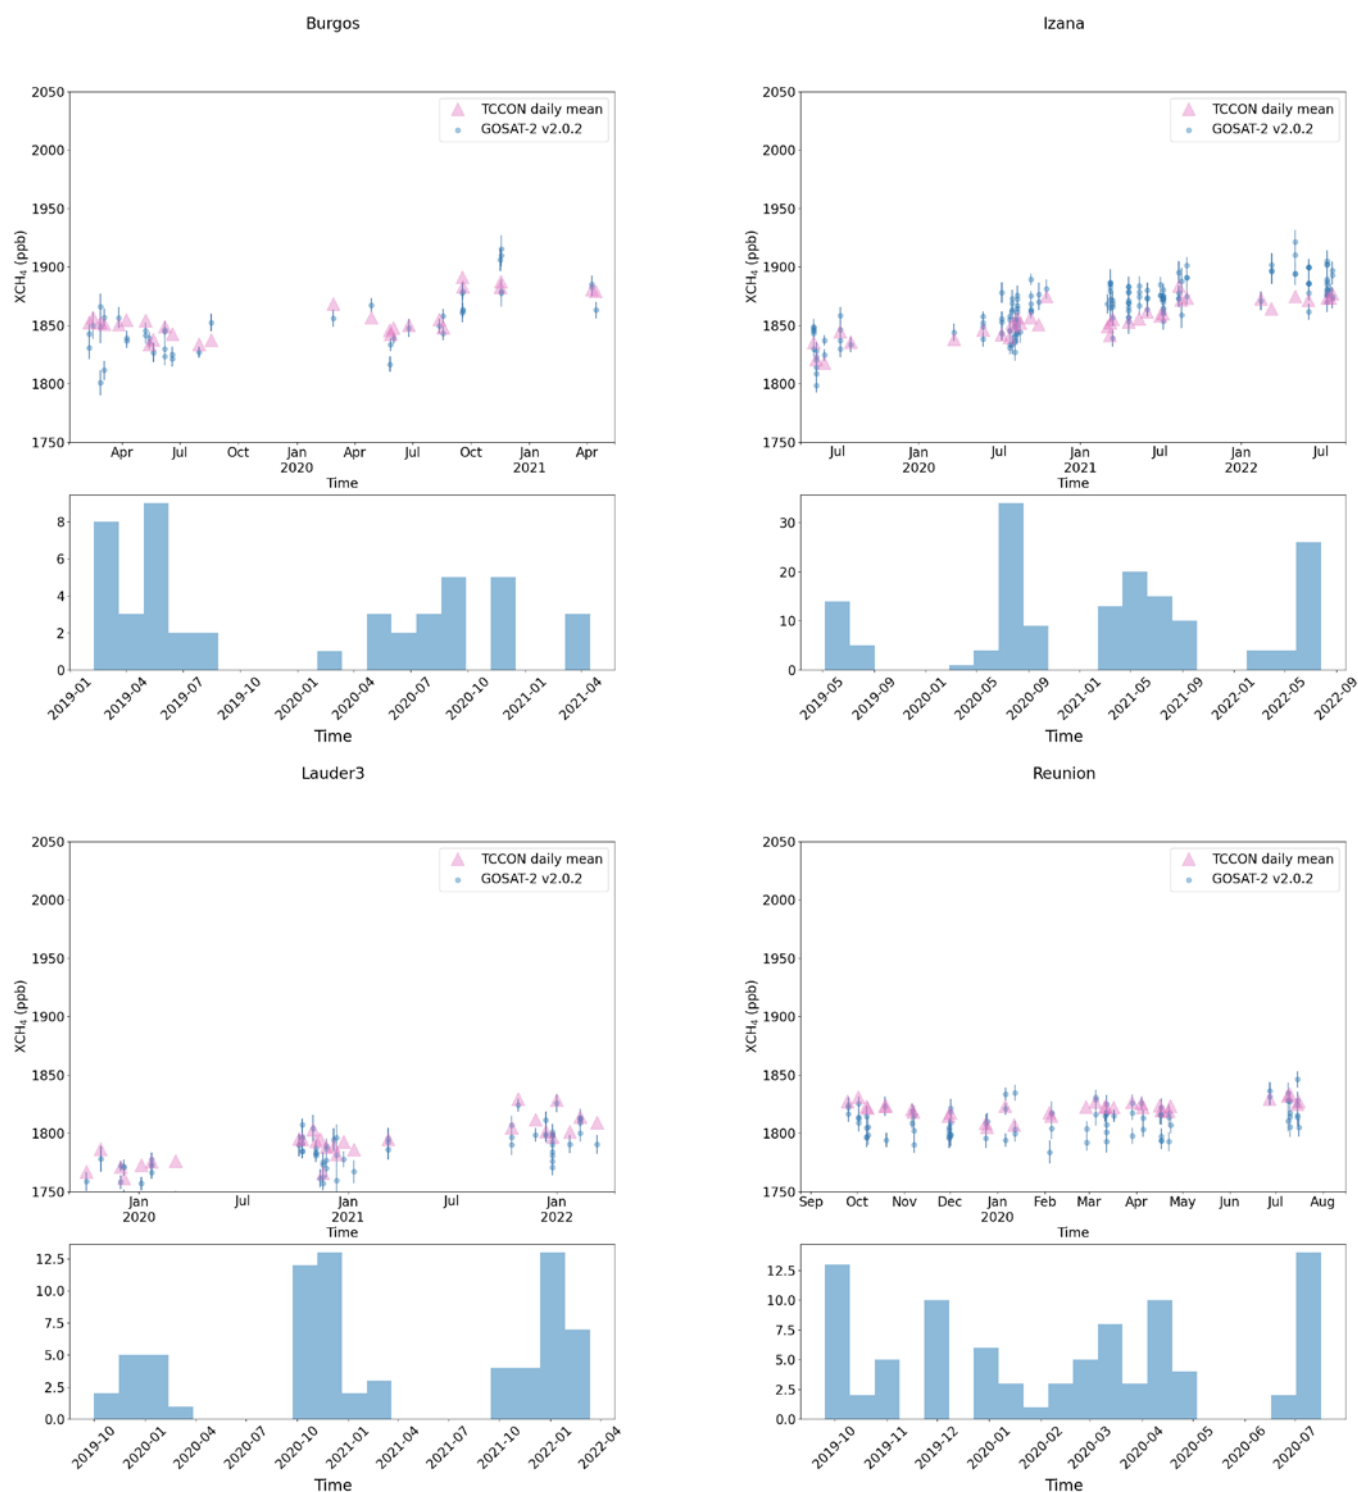 Burgos
2050
2000
1950
1900
1850
1800
1750
XCH₄ (ppb)
TCCON daily mean
GOSAT-2 v2.0.2
Apr Jul Oct Jan Apr Jul Oct Jan Apr
2020 2021
Time
8
6
4
2
0
2019-01 2019-04 2019-07 2019-10 2020-01 2020-04 2020-07 2020-10 2021-01 2021-04
Time
Izana
2050
2000
1950
1900
1850
1800
1750
XCH₄ (ppb)
TCCON daily mean
GOSAT-2 v2.0.2
Jul Jan Jul Jan Jul Jan Jul
2020 2021 2022
Time
30
20
10
0
2019-05 2019-09 2020-01 2020-05 2020-09 2021-01 2021-05 2021-09 2022-01 2022-05 2022-09
Time
Lauder3
2050
2000
1950
1900
1850
1800
1750
XCH₄ (ppb)
TCCON daily mean
GOSAT-2 v2.0.2
Jan Jul Jan Jul Jan
2020 2021 2022
Time
12.5
10.0
7.5
5.0
2.5
0.0
2019-10 2020-01 2020-04 2020-07 2020-10 2021-01 2021-04 2021-07 2021-10 2022-01 2022-04
Time
Reunion
2050
2000
1950
1900
1850
1800
1750
XCH₄ (ppb)
TCCON daily mean
GOSAT-2 v2.0.2
Sep Oct Nov Dec Jan Feb Mar Apr May Jun Jul Aug
2020
Time
12.5
10.0
7.5
5.0
2.5
0.0
2019-10 2019-11 2019-12 2020-01 2020-02 2020-03 2020-04 2020-05 2020-06 2020-07
Time